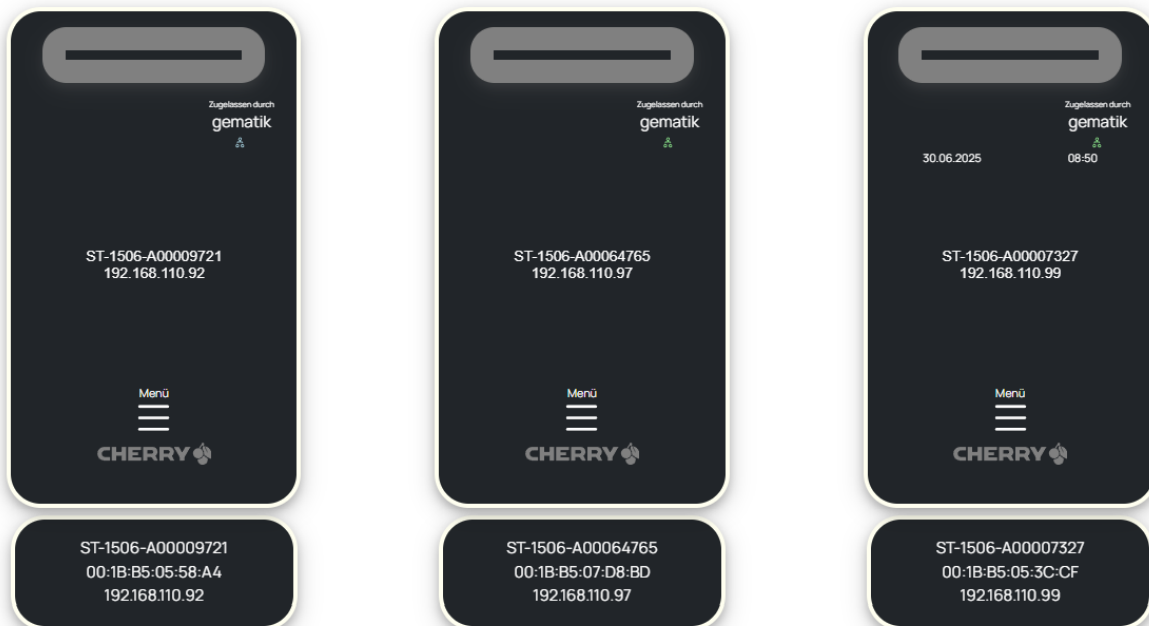 Zugelassen durch
gematik
ST-1506-A00009721
192.168.110.92
Menü
CHERRY
ST-1506-A00009721
00:1B:B5:05:58:A4
192.168.110.92
Zugelassen durch
gematik
ST-1506-A00064765
192.168.110.97
Menü
CHERRY
ST-1506-A00064765
00:1B:B5:07:D8:BD
192.168.110.97
Zugelassen durch
gematik
30.06.2025 08:50
ST-1506-A00007327
192.168.110.99
Menü
CHERRY
ST-1506-A00007327
00:1B:B5:05:3C:CF
192.168.110.99